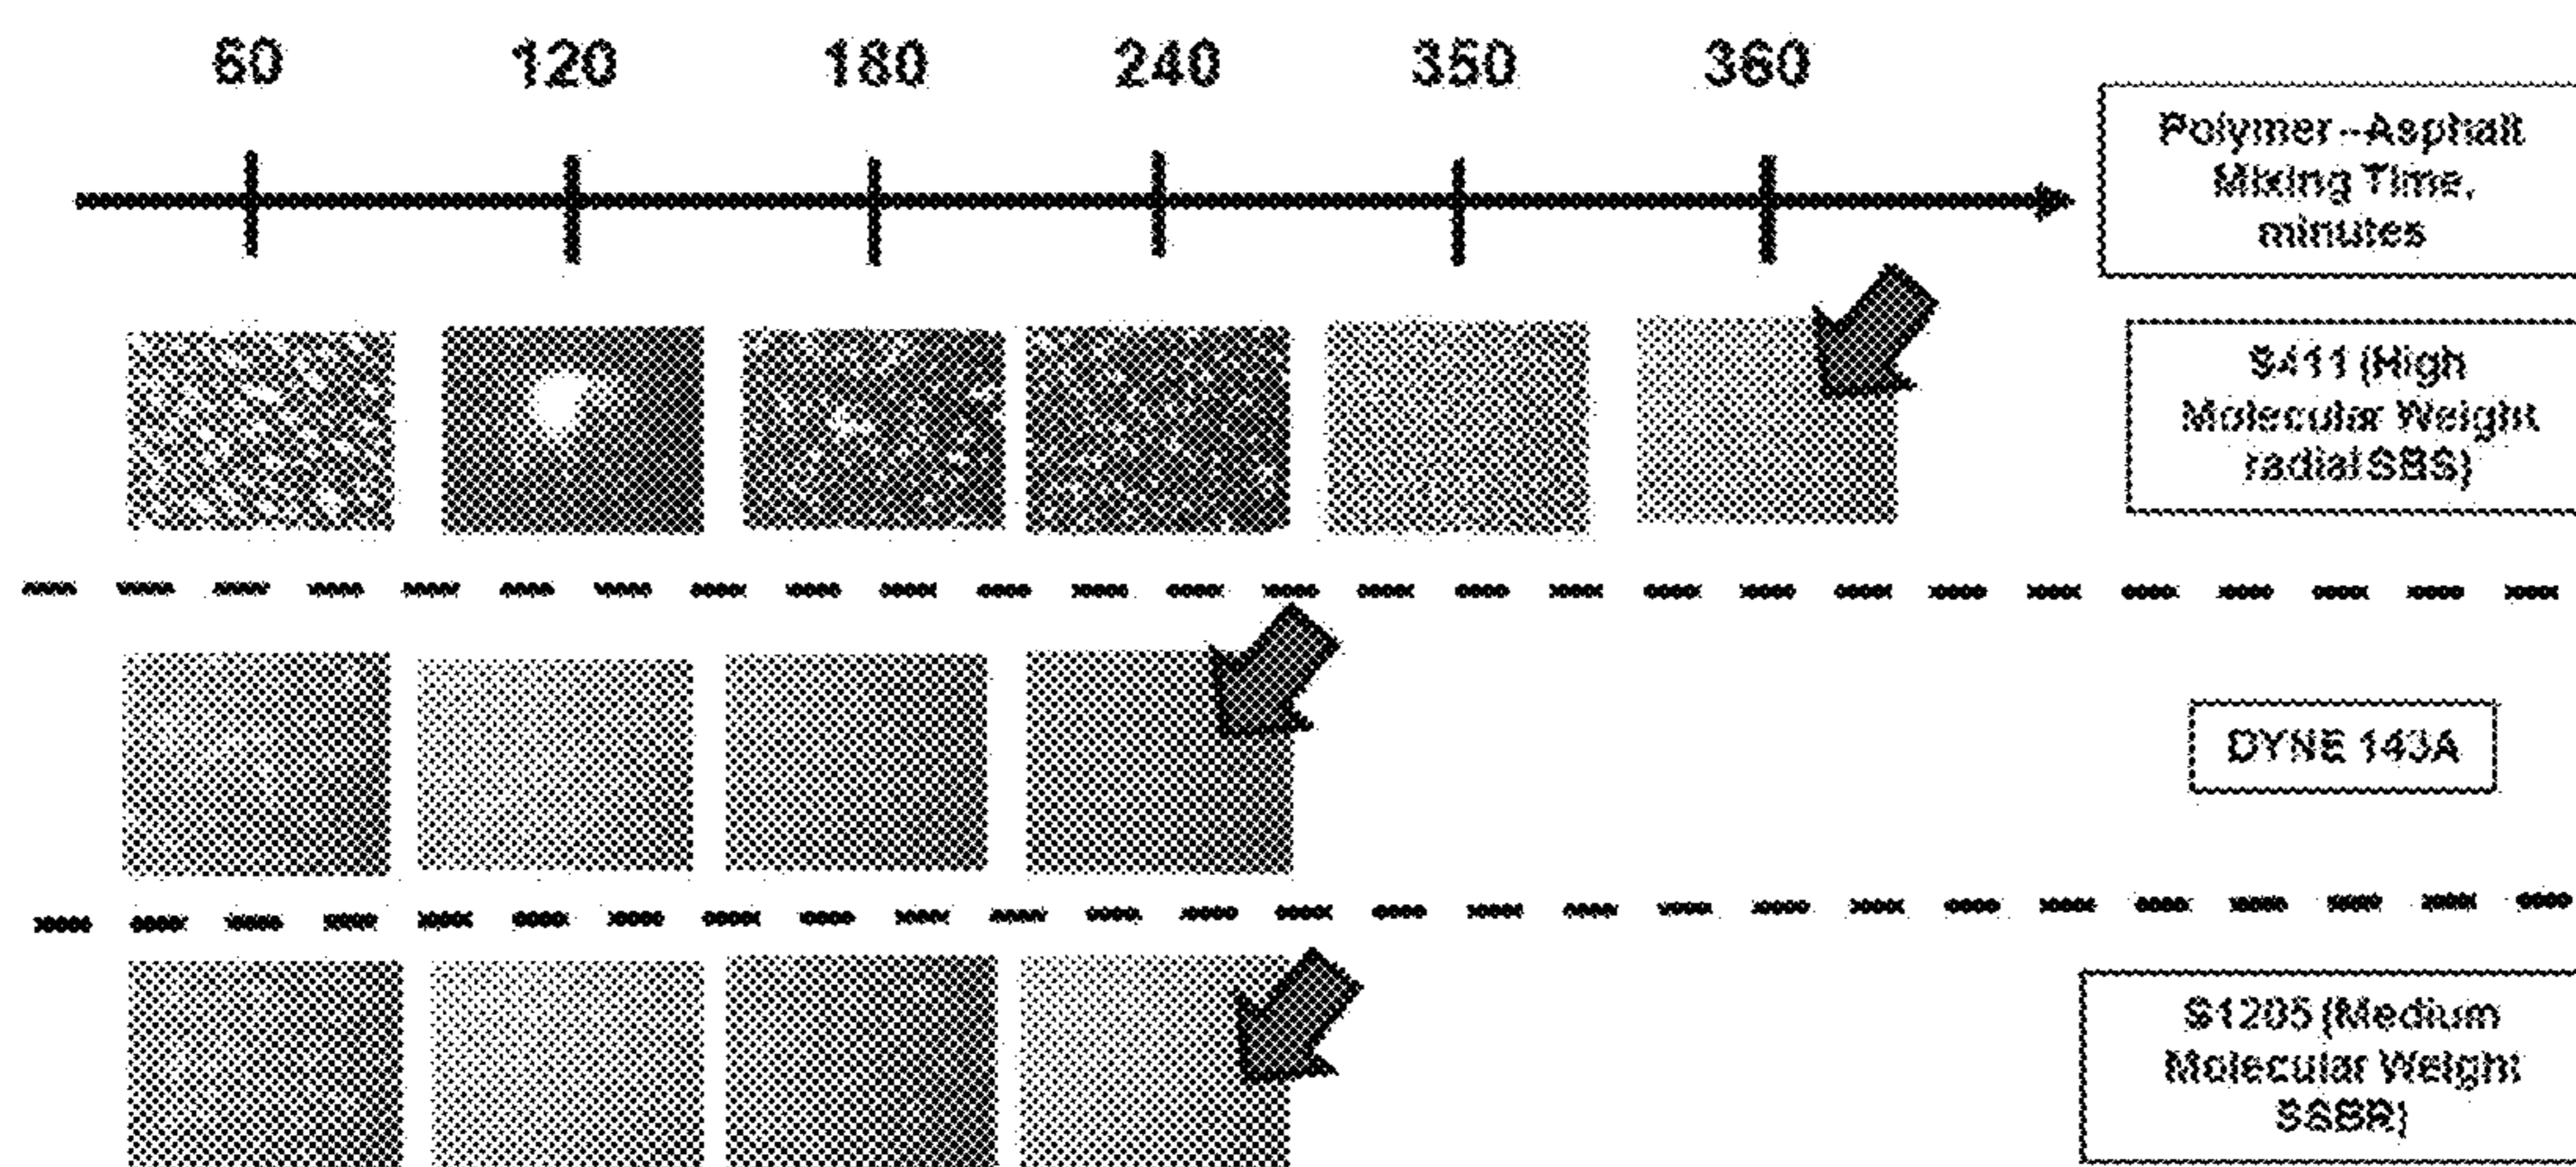 60 120 180 240 350 360
Polymer - Asphalt
Mixing Time,
minutes
S411 (High
Molecular Weight
radial SBS)
DYNE 143A
S1205 (Medium
Molecular Weight
SSBR)